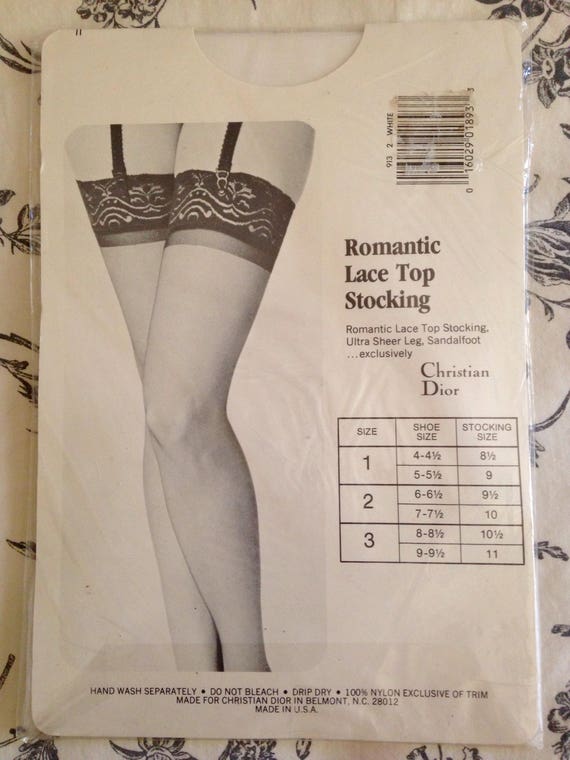 913 2 WHITE
0 16029 01893 3
Romantic
Lace Top
Stocking
Romantic Lace Top Stocking,
Ultra Sheer Leg, Sandalfoot
...exclusively
Christian
Dior
SIZE SHOE SIZE STOCKING SIZE
1 4-4½ 8½
5-5½ 9
2 6-6½ 9½
7-7½ 10
3 8-8½ 10½
9-9½ 11
HAND WASH SEPARATELY • DO NOT BLEACH • DRIP DRY • 100% NYLON EXCLUSIVE OF TRIM
MADE FOR CHRISTIAN DIOR IN BELMONT, N.C. 28012
MADE IN U.S.A.